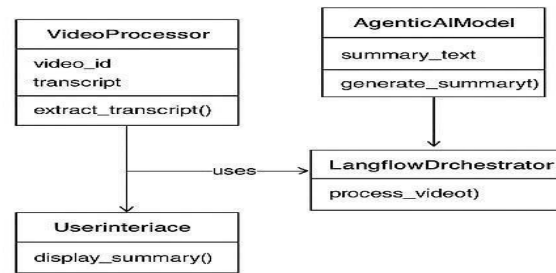 VideoProcessor
video_id
transcript
extract_transcript()
AgenticAIModel
summary_text
generate_summaryt)
uses
LangflowDrchestrator
process_videot)
Userinteriace
display_summary()